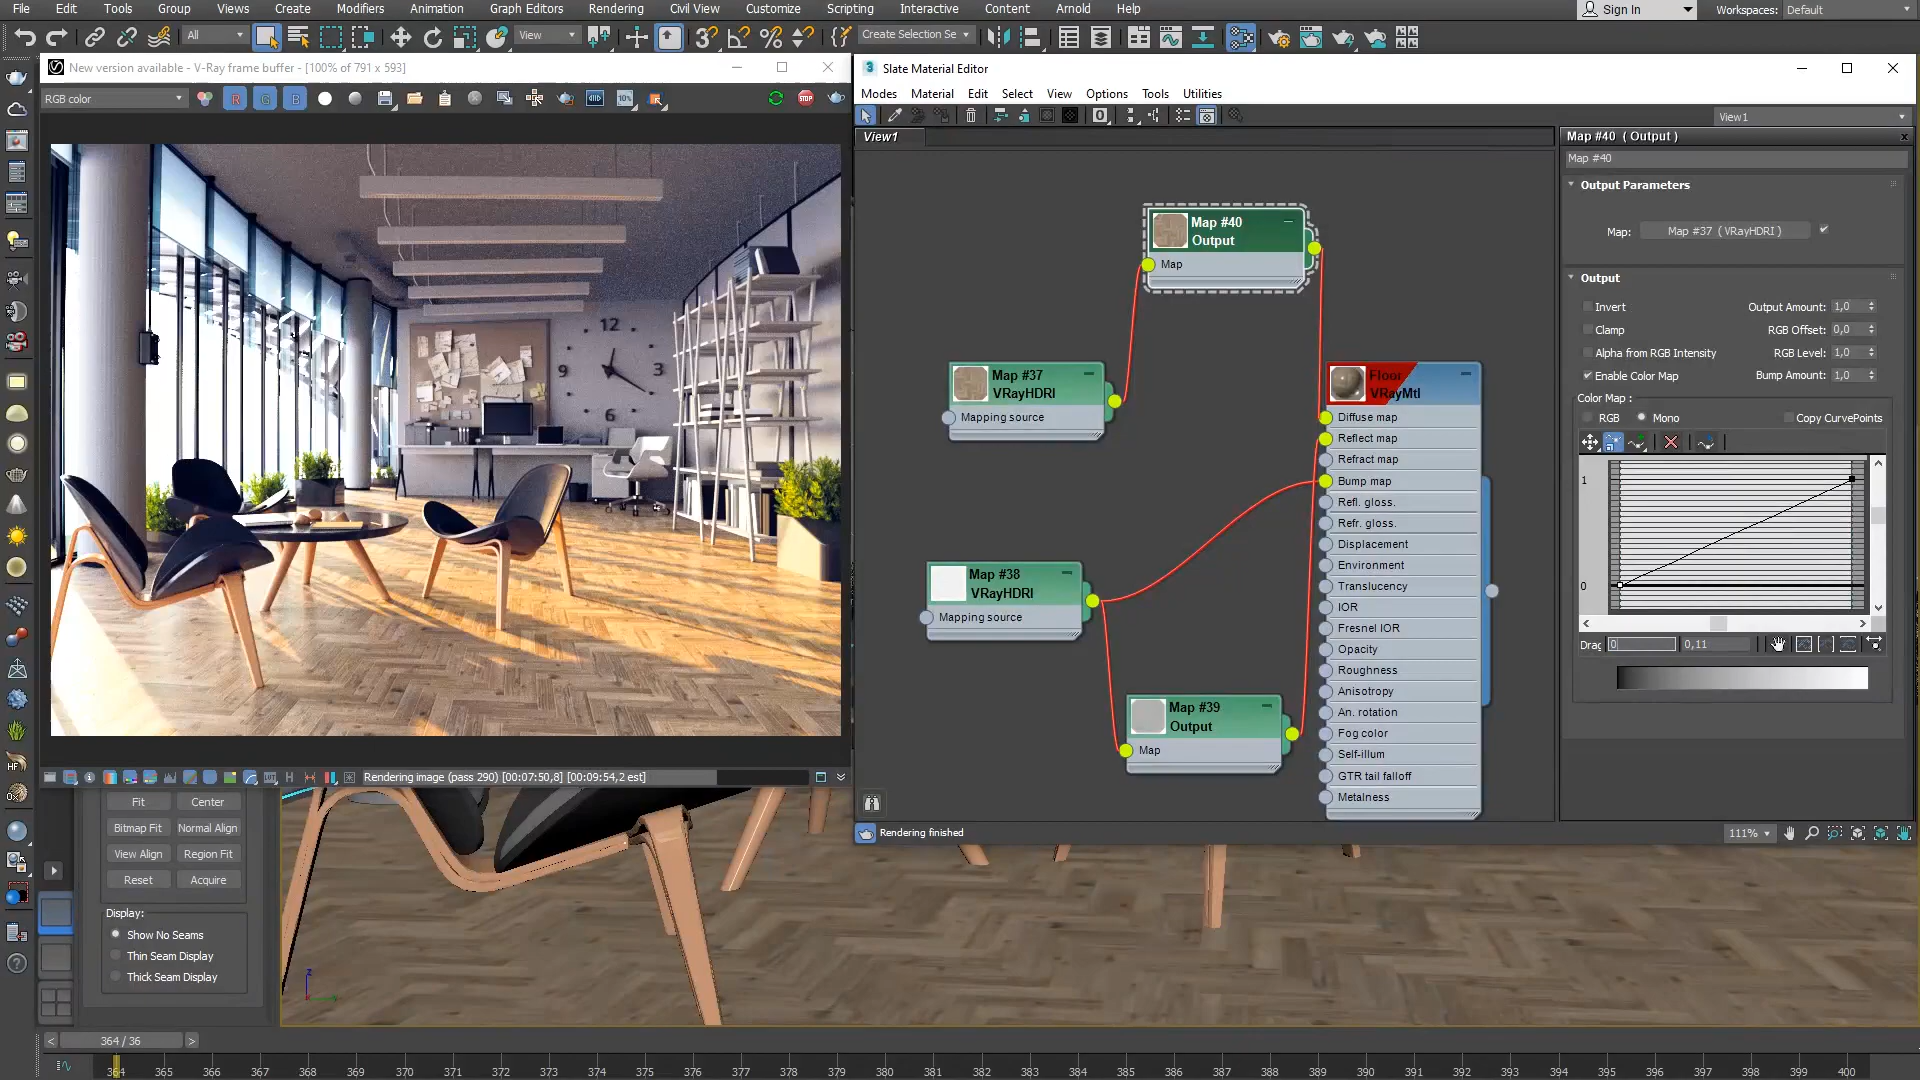 File Edit Tools Group Views Create Modifiers Animation Graph Editors Rendering Civil View Customize Scripting Interactive Content Arnold Help Sign In Workspaces: Default
All View Create Selection Se
New version available - V-Ray frame buffer - [100% of 791 x 593]
RGB color
R G B
10%
STOP
12
9 3
6
Rendering image (pass 290) [00:07:50,8] [00:09:54,2 est]
Slate Material Editor
Modes Material Edit Select View Options Tools Utilities
View1
View1
Map #40
Output
Map
Map #37
VRayHDRI
Mapping source
Map #38
VRayHDRI
Mapping source
Map #39
Output
Map
Floor
VRayMtl
Diffuse map
Reflect map
Refract map
Bump map
Refl. gloss.
Refr. gloss.
Displacement
Environment
Translucency
IOR
Fresnel IOR
Opacity
Roughness
Anisotropy
An. rotation
Fog color
Self-illum
GTR tail falloff
Metalness
Map #40 ( Output )
Map #40
Output Parameters
Map: Map #37 ( VRayHDRI )
Output
Invert Output Amount: 1,0
Clamp RGB Offset: 0,0
Alpha from RGB Intensity RGB Level: 1,0
Enable Color Map Bump Amount: 1,0
Color Map :
RGB Mono Copy CurvePoints
1
0
Drag 0 0,11
Rendering finished
111%
Fit Center
Bitmap Fit Normal Align
View Align Region Fit
Reset Acquire
Display:
Show No Seams
Thin Seam Display
Thick Seam Display
z
< 364 / 36 >
364 365 366 367 368 369 370 371 372 373 374 375 376 377 378 379 380 381 382 383 384 385 386 387 388 389 390 391 392 393 394 395 396 397 398 399 400